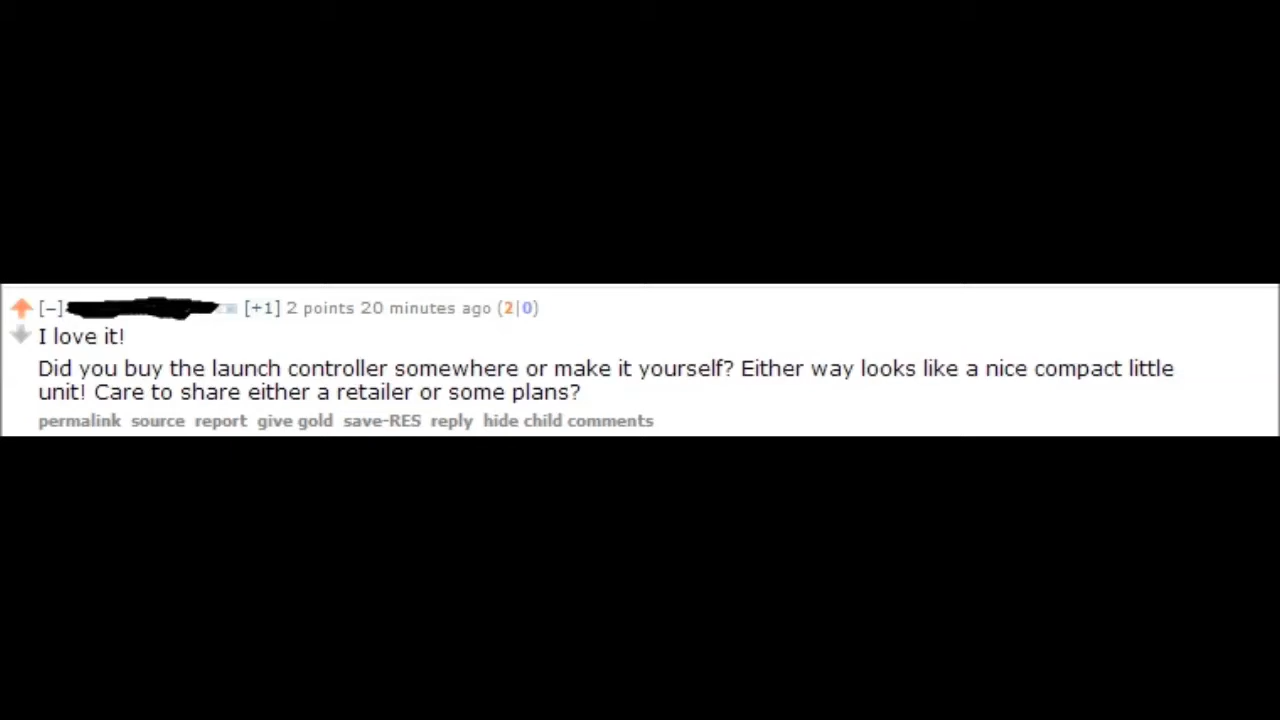 [–] [+1] 2 points 20 minutes ago (2|0)
I love it!
Did you buy the launch controller somewhere or make it yourself? Either way looks like a nice compact little
unit! Care to share either a retailer or some plans?
permalink source report give gold save-RES reply hide child comments